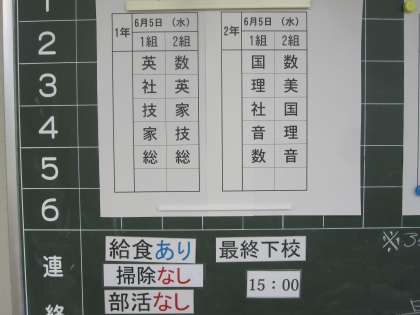 1
2
3
4
5
6
1年 6月5日 (水)
1組 2組
英 数
社 英
技 家
家 技
総 総
2年 6月5日 (水)
1組 2組
国 数
理 美
社 国
音 理
数 音
連
給食あり
掃除なし
部活なし
最終下校
15:00
※